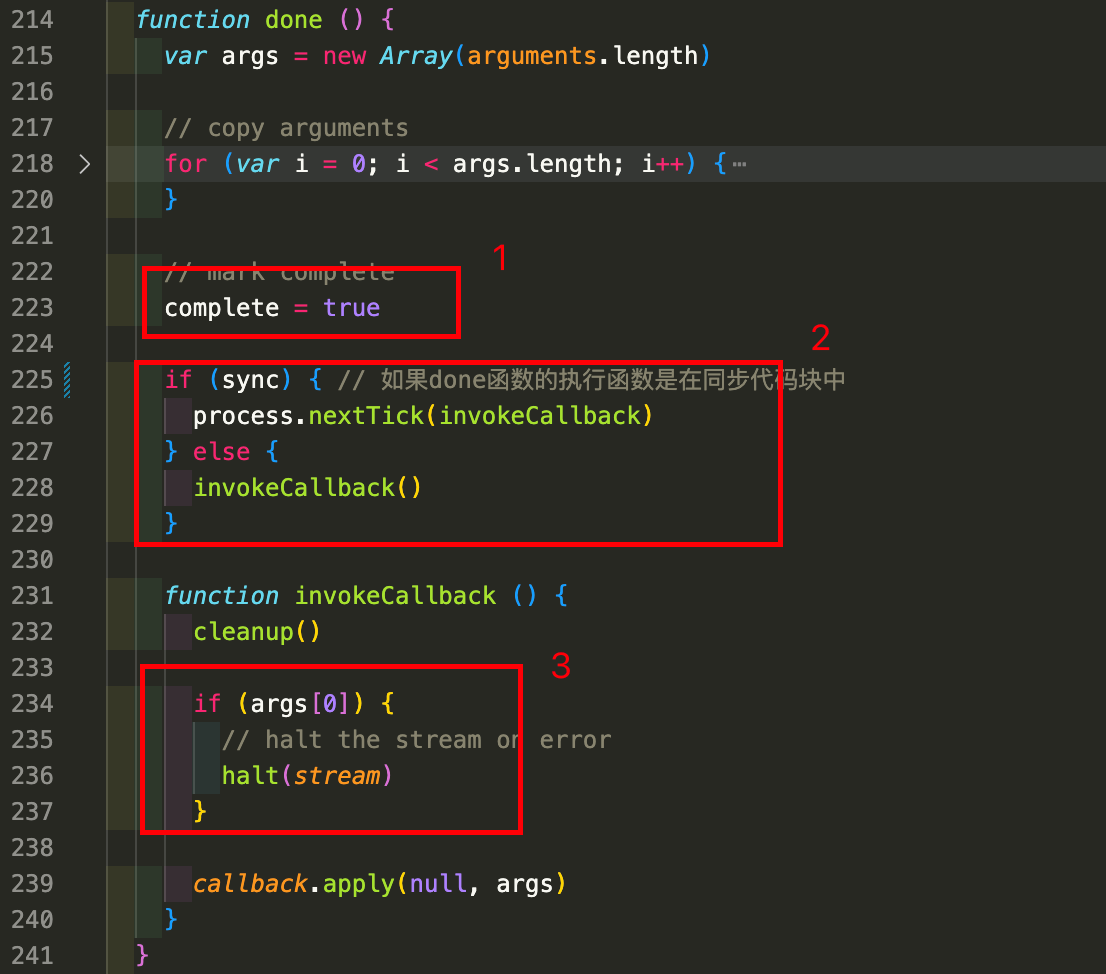 214 function done () {
215 var args = new Array(arguments.length)
216
217 // copy arguments
218 for (var i = 0; i < args.length; i++) {⋯
220 }
221
1
222 // mark complete
223 complete = true
224
2
225 if (sync) { // 如果done函数的执行函数是在同步代码块中
226 process.nextTick(invokeCallback)
227 } else {
228 invokeCallback()
229 }
230
231 function invokeCallback () {
232 cleanup()
233
3
234 if (args[0]) {
235 // halt the stream on error
236 halt(stream)
237 }
238
239 callback.apply(null, args)
240 }
241 }